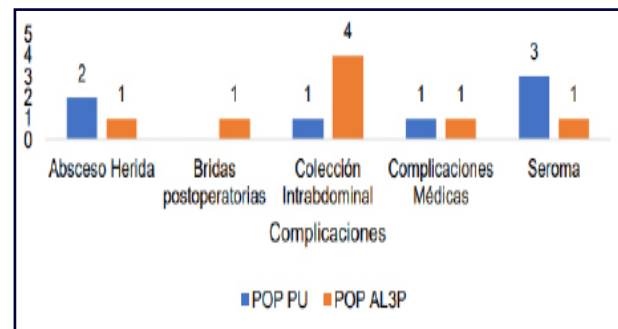 5
4
3
2
1
0
2
1
1
1
4
1
1
3
1
Absceso Herida
Bridas
postoperatorias
Colección
Intrabdominal
Complicaciones
Médicas
Seroma
Complicaciones
POP PU
POP AL3P